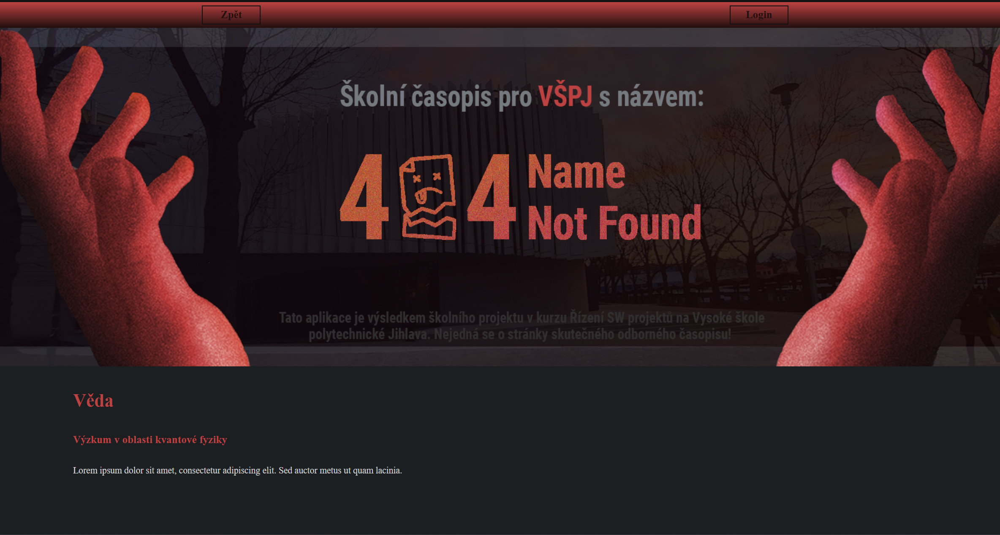 Zpět
Login
Školní časopis pro VŠPJ s názvem:
4 4 Name
Not Found
Tato aplikace je výsledkem školního projektu v kurzu Řízení SW projektů na Vysoké škole
polytechnické Jihlava. Nejedná se o stránky skutečného odborného časopisu!
Věda
Výzkum v oblasti kvantové fyziky
Lorem ipsum dolor sit amet, consectetur adipiscing elit. Sed auctor metus ut quam lacinia.